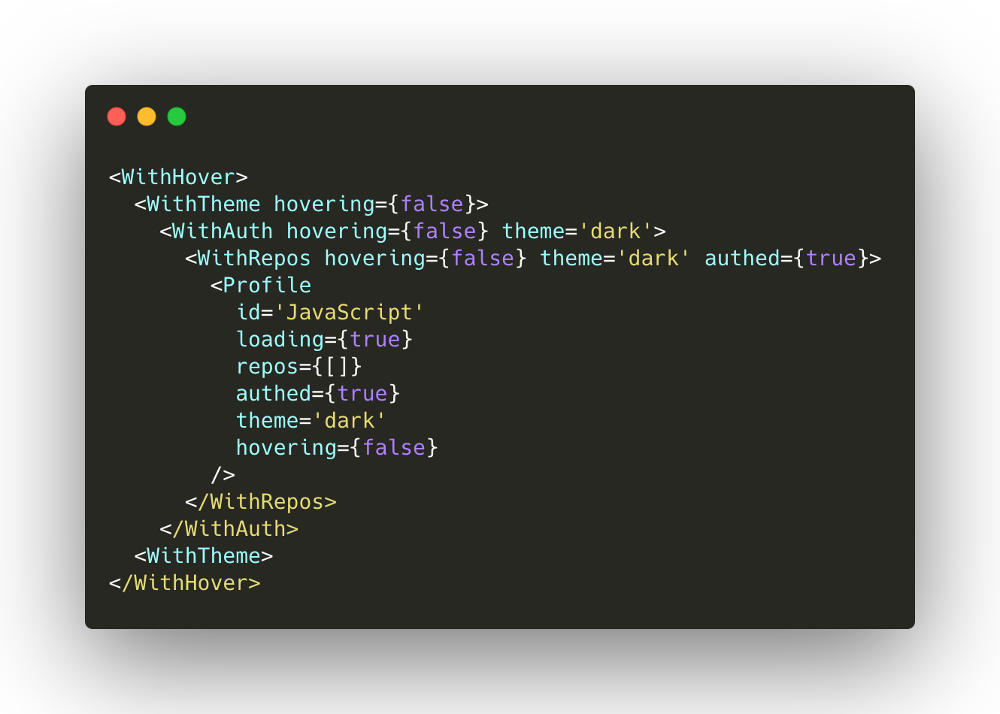 <WithHover>
  <WithTheme hovering={false}>
    <WithAuth hovering={false} theme='dark'>
      <WithRepos hovering={false} theme='dark' authed={true}>
        <Profile
          id='JavaScript'
          loading={true}
          repos={[]}
          authed={true}
          theme='dark'
          hovering={false}
        />
      </WithRepos>
    </WithAuth>
  <WithTheme>
</WithHover>